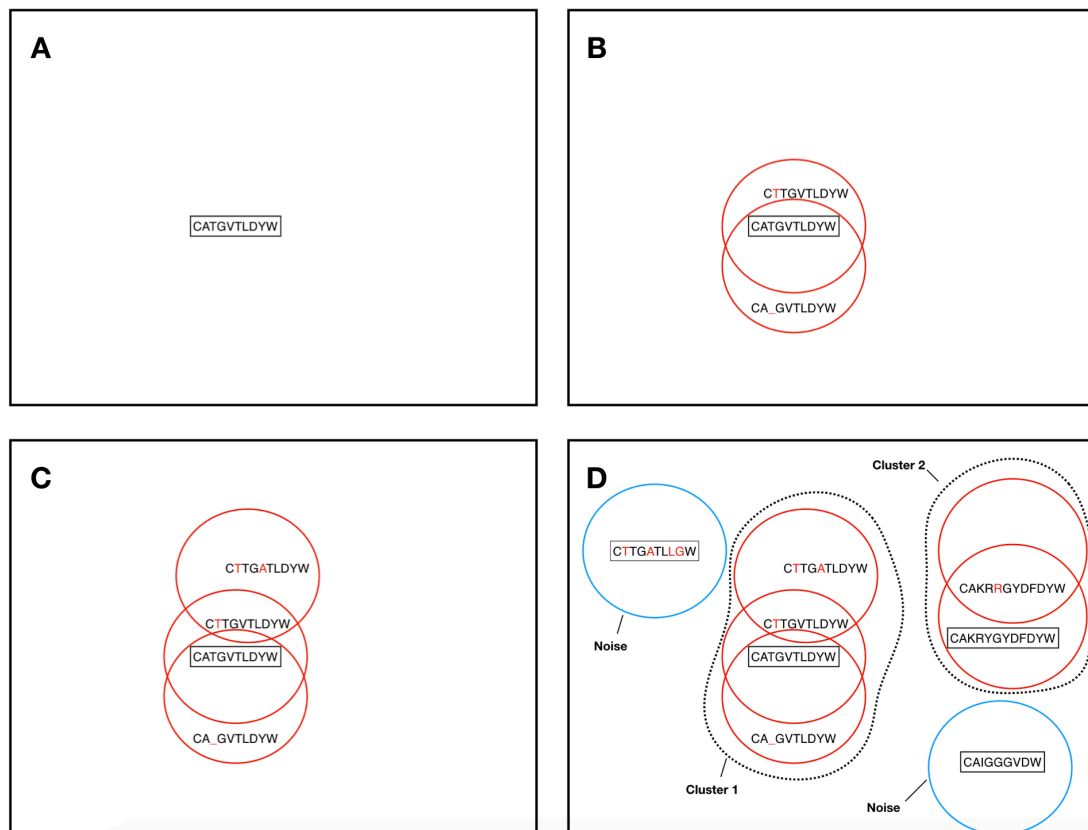 A
CATGVTLDYW
B
CTTGVTLDYW
CATGVTLDYW
CA_GVTLDYW
C
CTTGATLDYW
CTTGVTLDYW
CATGVTLDYW
CA_GVTLDYW
D
Cluster 2
CTTGATLLGW
Noise
CTTGATLDYW
CTTGVTLDYW
CATGVTLDYW
CA_GVTLDYW
Cluster 1
CAKRRGYDFDYW
CAKRYGYDFDYW
CAIGGGVDW
Noise